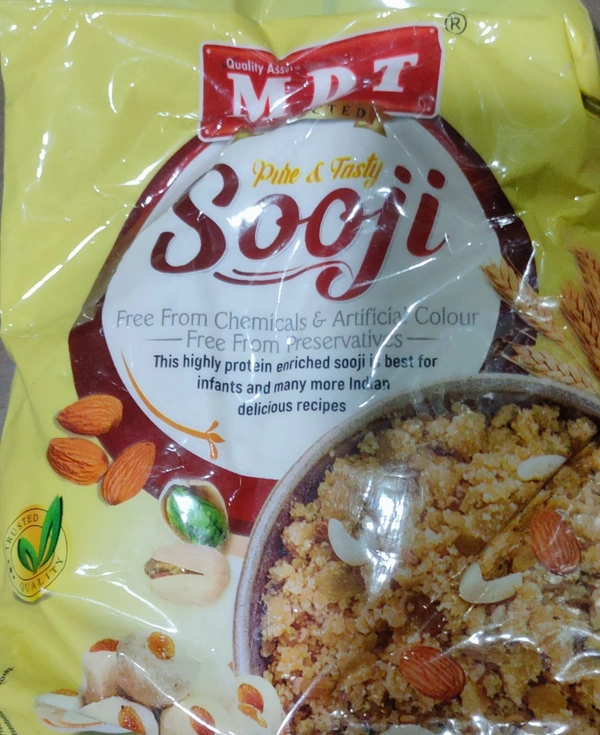 ®
Quality
MDT
Pure & Tasty
Sooji
Free From Chemicals & Artificial Colour
Free From Preservatives
This highly protein enriched sooji is best for
infants and many more Indian
delicious recipes
TRUSTED
QUALITY